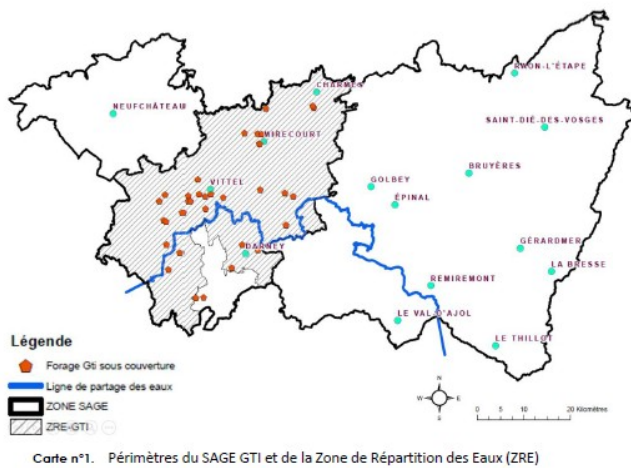 CHARMES
RAON-L'ÉTAPE
NEUFCHÂTEAU
SAINT-DIÉ-DES-VOSGES
MIRECOURT
BRUYÈRES
VITTEL
GOLBEY
ÉPINAL
GÉRARDMER
DARNEY
LA BRESSE
REMIREMONT
LE VAL-D'AJOL
LE THILLOT
Légende
Forage Gti sous couverture
Ligne de partage des eaux
ZONE SAGE
ZRE-GTI
N
W E
S
0 5 10 20 Kilomètres
Carte n°1. Périmètres du SAGE GTI et de la Zone de Répartition des Eaux (ZRE)